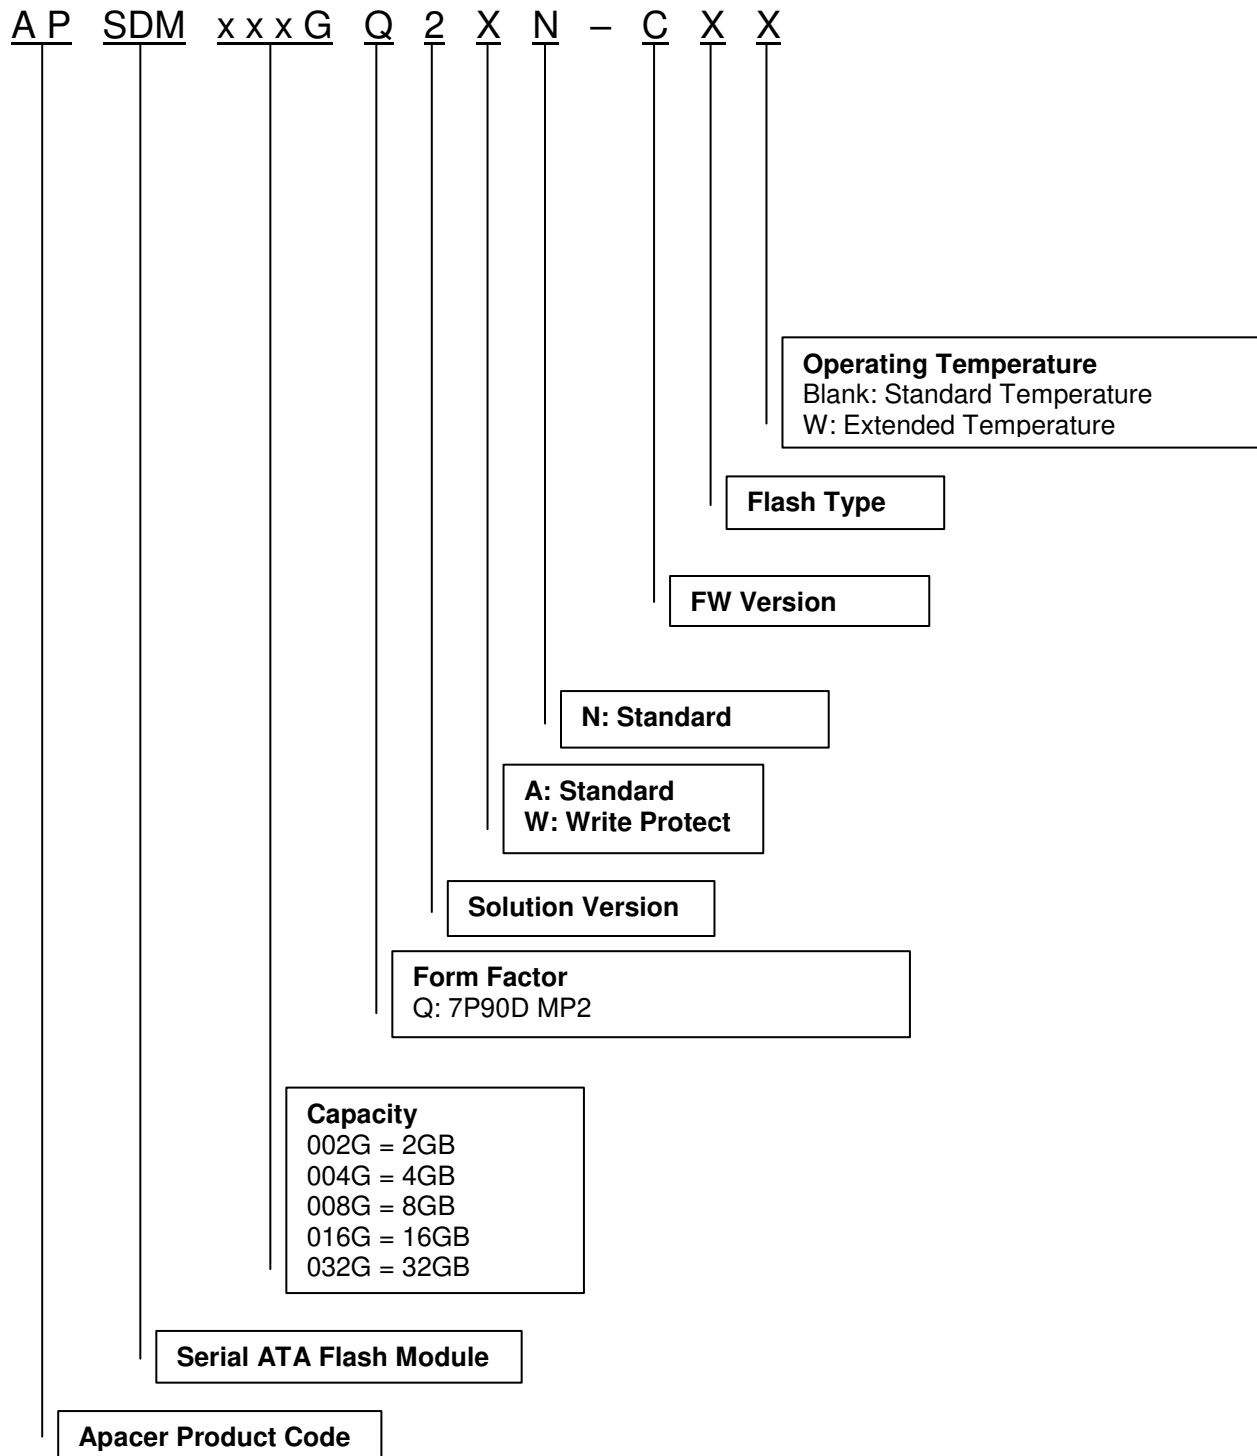 A P SDM x x x G Q 2 X N – C X X
Operating Temperature
Blank: Standard Temperature
W: Extended Temperature
Flash Type
FW Version
N: Standard
A: Standard
W: Write Protect
Solution Version
Form Factor
Q: 7P90D MP2
Capacity
002G = 2GB
004G = 4GB
008G = 8GB
016G = 16GB
032G = 32GB
Serial ATA Flash Module
Apacer Product Code